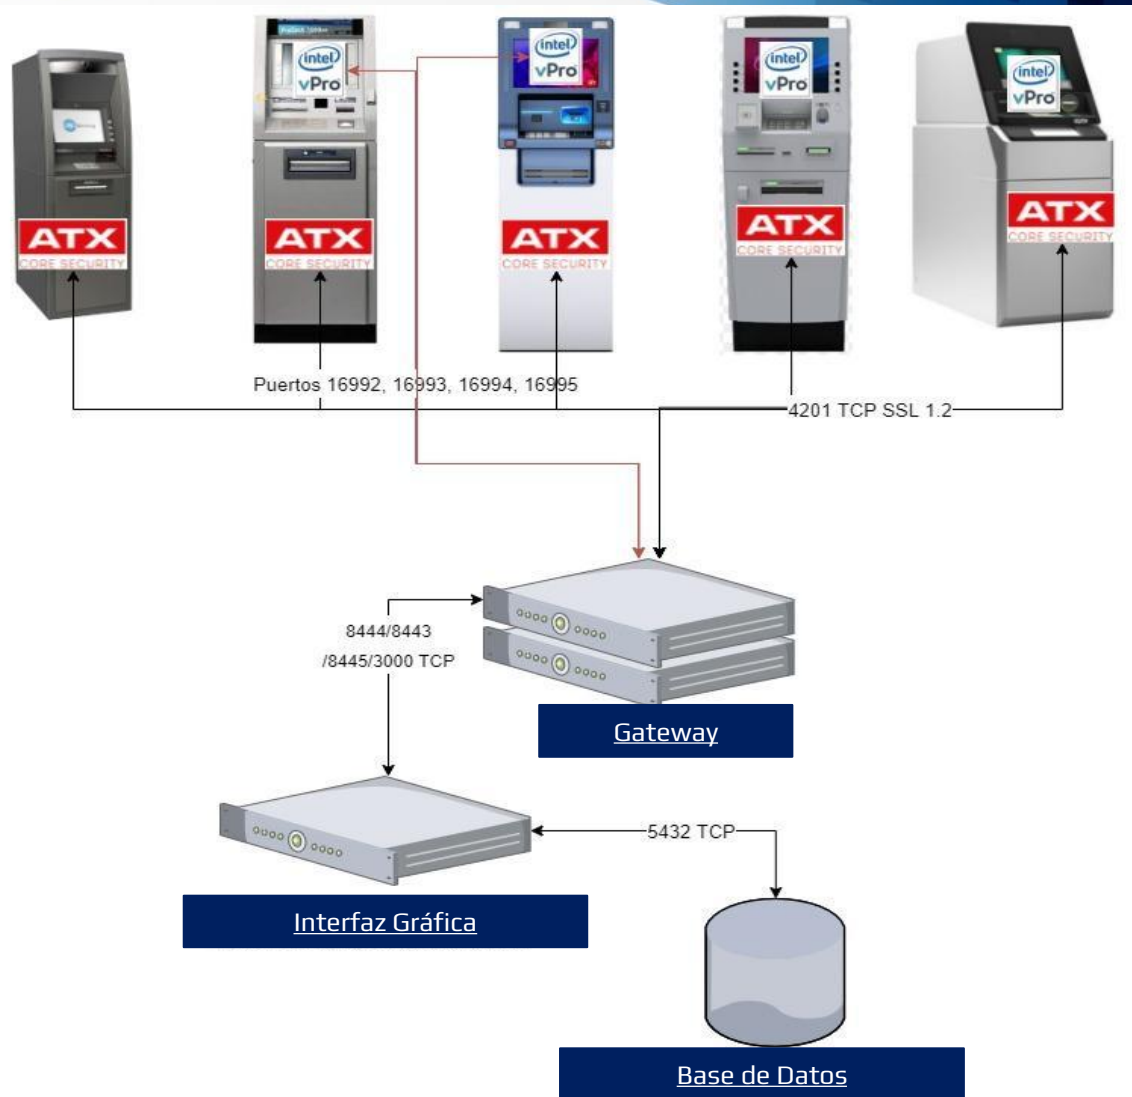 intel
vPro
intel
vPro
intel
vPro
intel
vPro
ATX
CORE SECURITY
ATX
CORE SECURITY
ATX
CORE SECURITY
ATX
CORE SECURITY
ATX
CORE SECURITY
Puertos 16992, 16993, 16994, 16995
4201 TCP SSL 1.2
8444/8443
/8445/3000 TCP
Gateway
5432 TCP
Interfaz Gráfica
Base de Datos